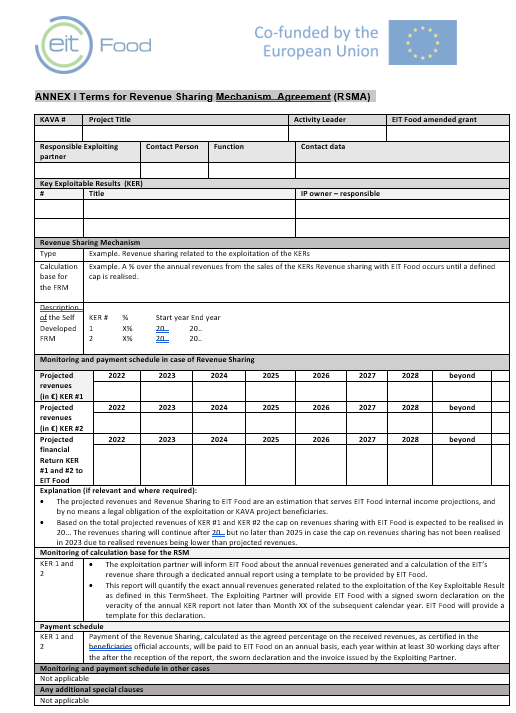 eit Food
Co-funded by the
European Union
ANNEX I Terms for Revenue Sharing Mechanism Agreement (RSMA)
KAVA # Project Title Activity Leader EIT Food amended grant
Responsible Exploiting partner Contact Person Function Contact data
Key Exploitable Results (KER)
# Title IP owner – responsible
Revenue Sharing Mechanism
Type Example. Revenue sharing related to the exploitation of the KERs
Calculation Example. A % over the annual revenues from the sales of the KERs Revenue sharing with EIT Food occurs until a defined
base for cap is realised.
the FRM
Description
of the Self KER # % Start year End year
Developed 1 X% 20.. 20..
FRM 2 X% 20.. 20..
Monitoring and payment schedule in case of Revenue Sharing
Projected 2022 2023 2024 2025 2026 2027 2028 beyond
revenues
(in €) KER #1
Projected 2022 2023 2024 2025 2026 2027 2028 beyond
revenues
(in €) KER #2
Projected 2022 2023 2024 2025 2026 2027 2028 beyond
financial
Return KER
#1 and #2 to
EIT Food
Explanation (if relevant and where required):
• The projected revenues and Revenue Sharing to EIT Food are an estimation that serves EIT Food internal income projections, and
by no means a legal obligation of the exploitation or KAVA project beneficiaries.
• Based on the total projected revenues of KER #1 and KER #2 the cap on revenues sharing with EIT Food is expected to be realised in
20... The revenues sharing will continue after 20.. but no later than 2025 in case the cap on revenues sharing has not been realised
in 2023 due to realised revenues being lower than projected revenues.
Monitoring of calculation base for the RSM
KER 1 and • The exploitation partner will inform EIT Food about the annual revenues generated and a calculation of the EIT's
2 revenue share through a dedicated annual report using a template to be provided by EIT Food.
• This report will quantify the exact annual revenues generated related to the exploitation of the Key Exploitable Result
as defined in this TermSheet. The Exploiting Partner will provide EIT Food with a signed sworn declaration on the
veracity of the annual KER report not later than Month XX of the subsequent calendar year. EIT Food will provide a
template for this declaration.
Payment schedule
KER 1 and Payment of the Revenue Sharing, calculated as the agreed percentage on the received revenues, as certified in the
2 beneficiaries official accounts, will be paid to EIT Food on an annual basis, each year within at least 30 working days after
the after the reception of the report, the sworn declaration and the invoice issued by the Exploiting Partner.
Monitoring and payment schedule in other cases
Not applicable
Any additional special clauses
Not applicable